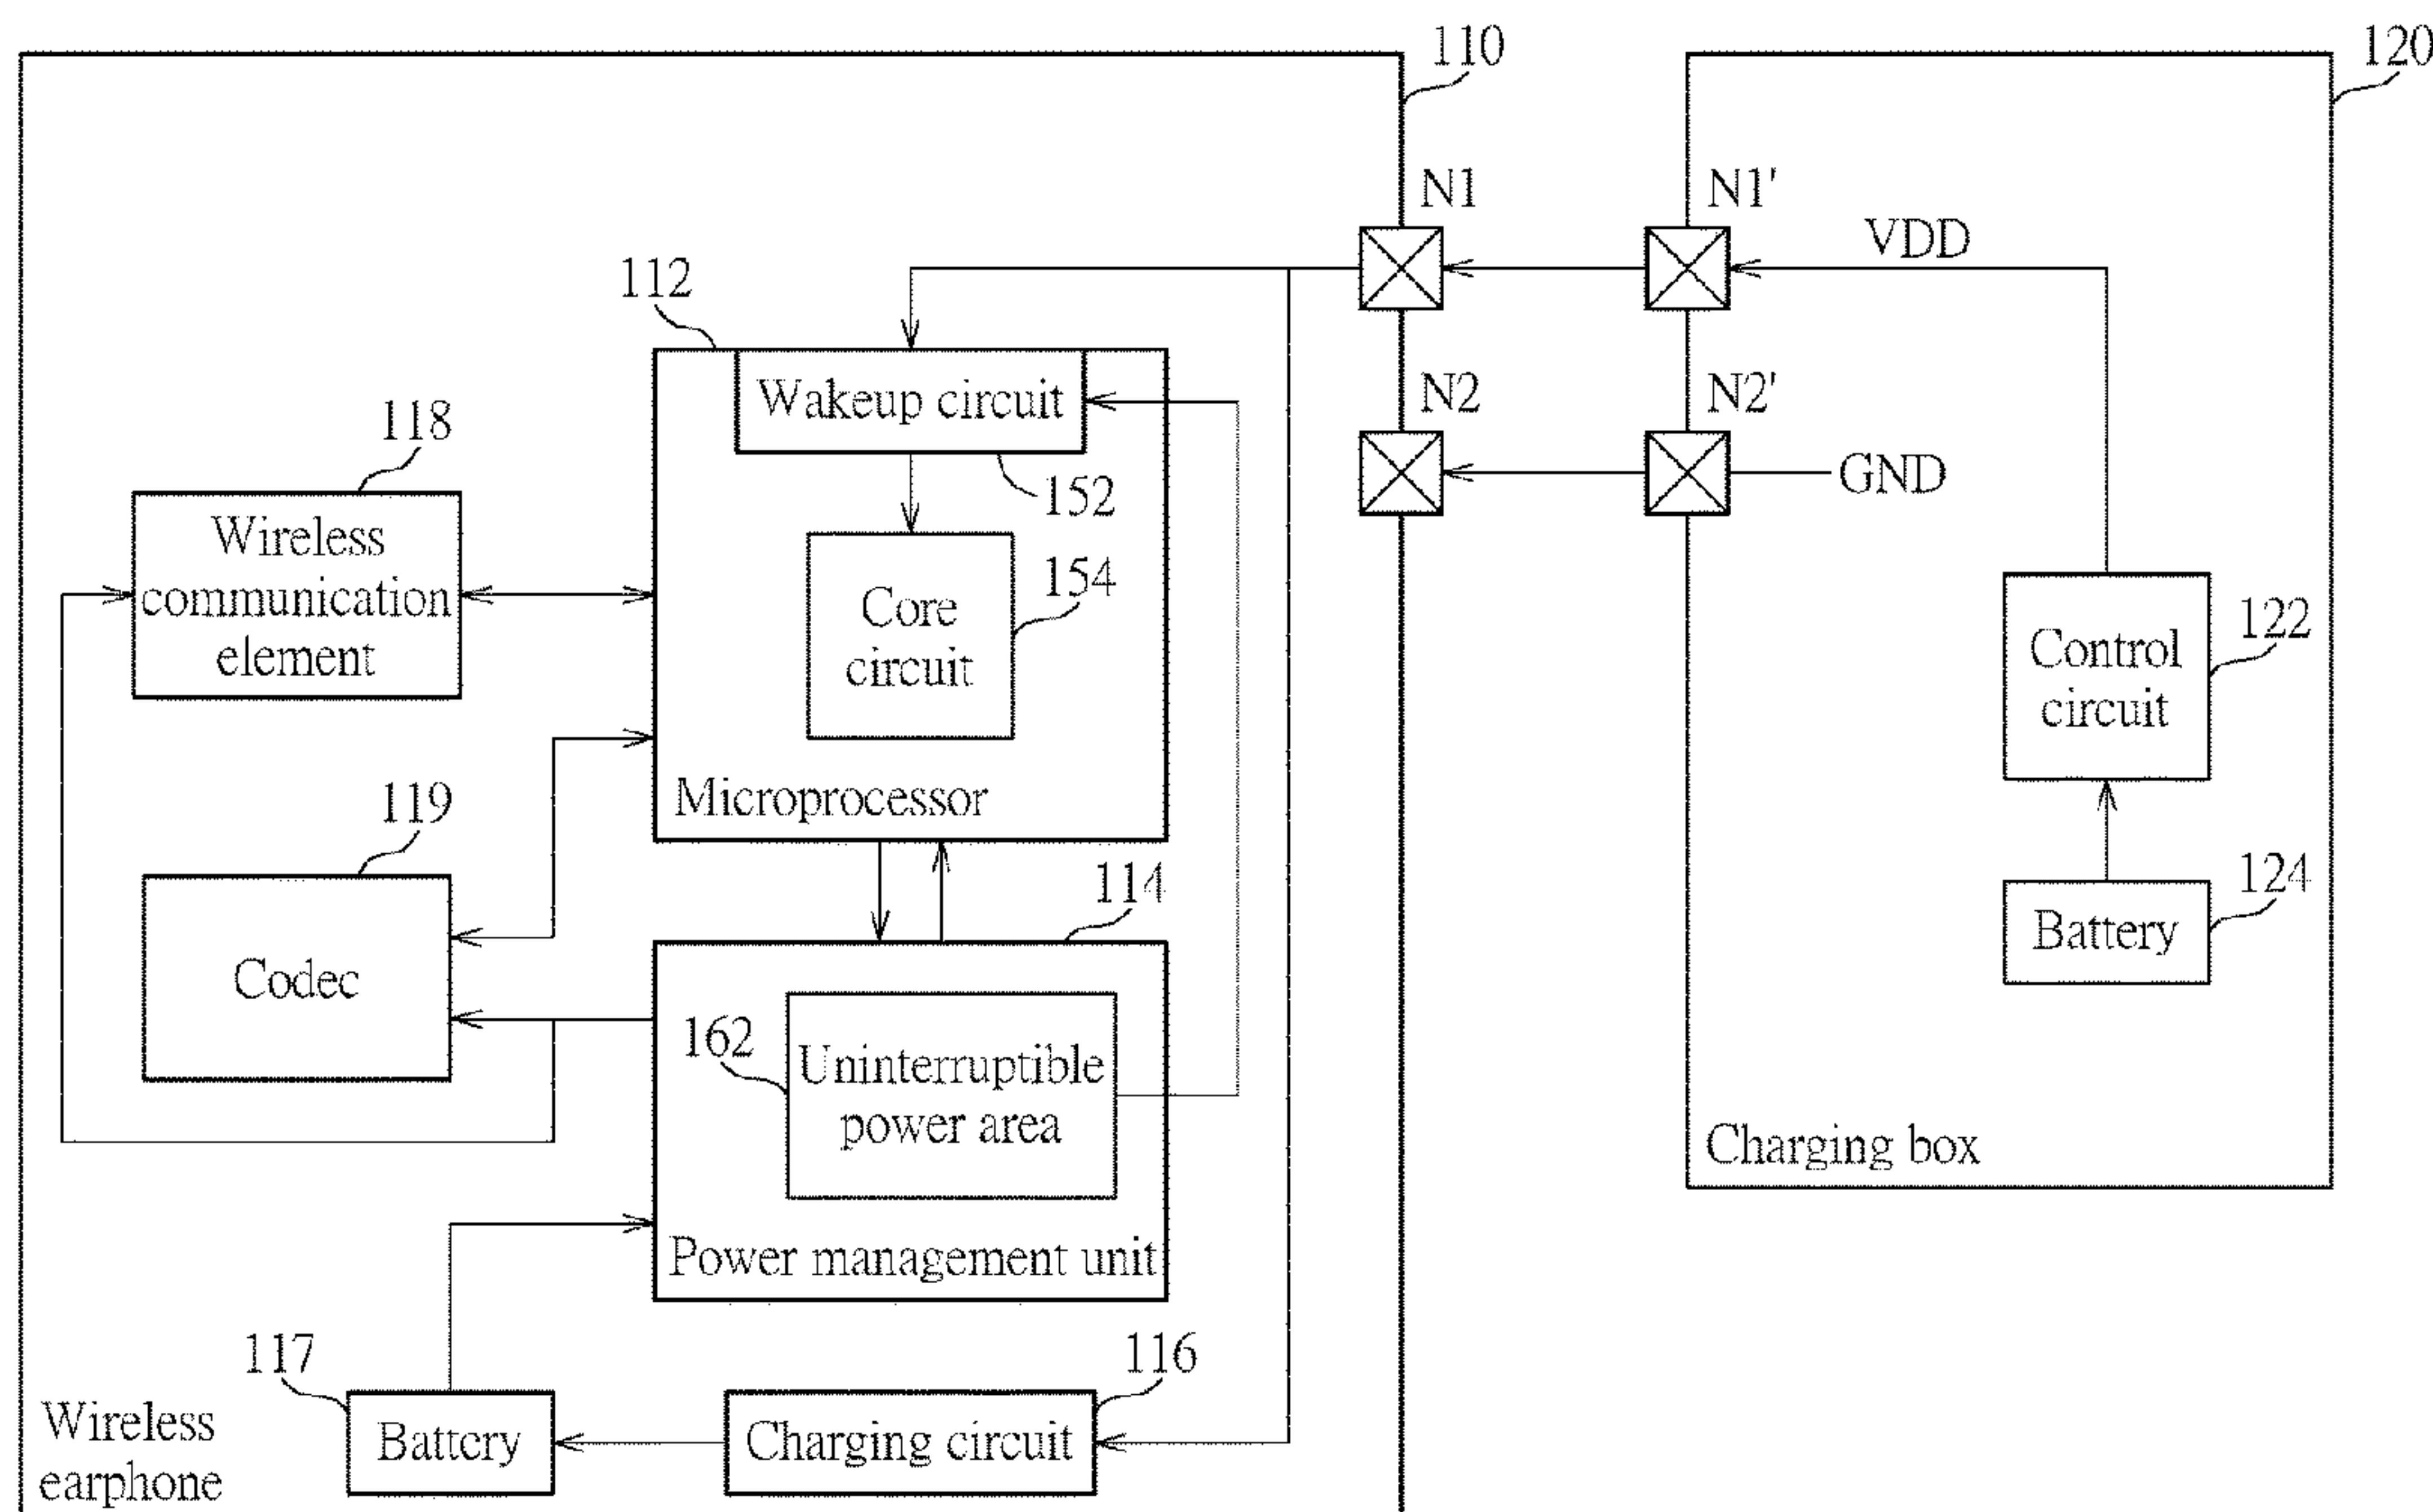 110
120
N1
N1'
VDD
112
Wakeup circuit
N2
N2'
118
152
GND
Wireless
communication
element
154
Core
circuit
122
Control
circuit
119
Microprocessor
124
Battery
114
Codec
162
Uninterruptible
power area
Charging box
Power management unit
117
116
Battery
Charging circuit
Wireless
earphone